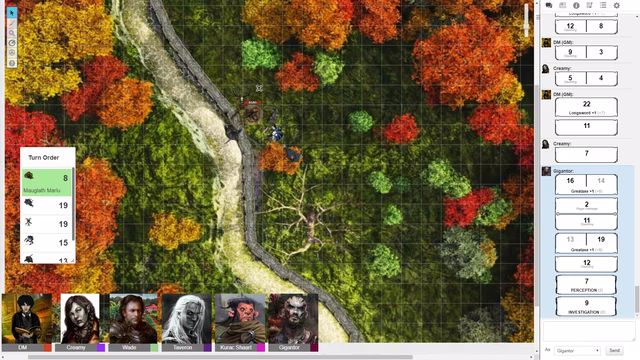 Turn Order
8
Mauglath Marlu
19
19
15
DM
Creamy
Wade
Taveron
Kurac Shaart
Gigantor
12 8
DM (GM):
9 3
Creamy:
5 4
DM (GM):
22
Longsword +1
11
Creamy:
7
Gigantor:
16 14
Greataxe +1
2
11
13 19
Greataxe +1
12
7
PERCEPTION
9
INVESTIGATION
As
Gigantor
Send